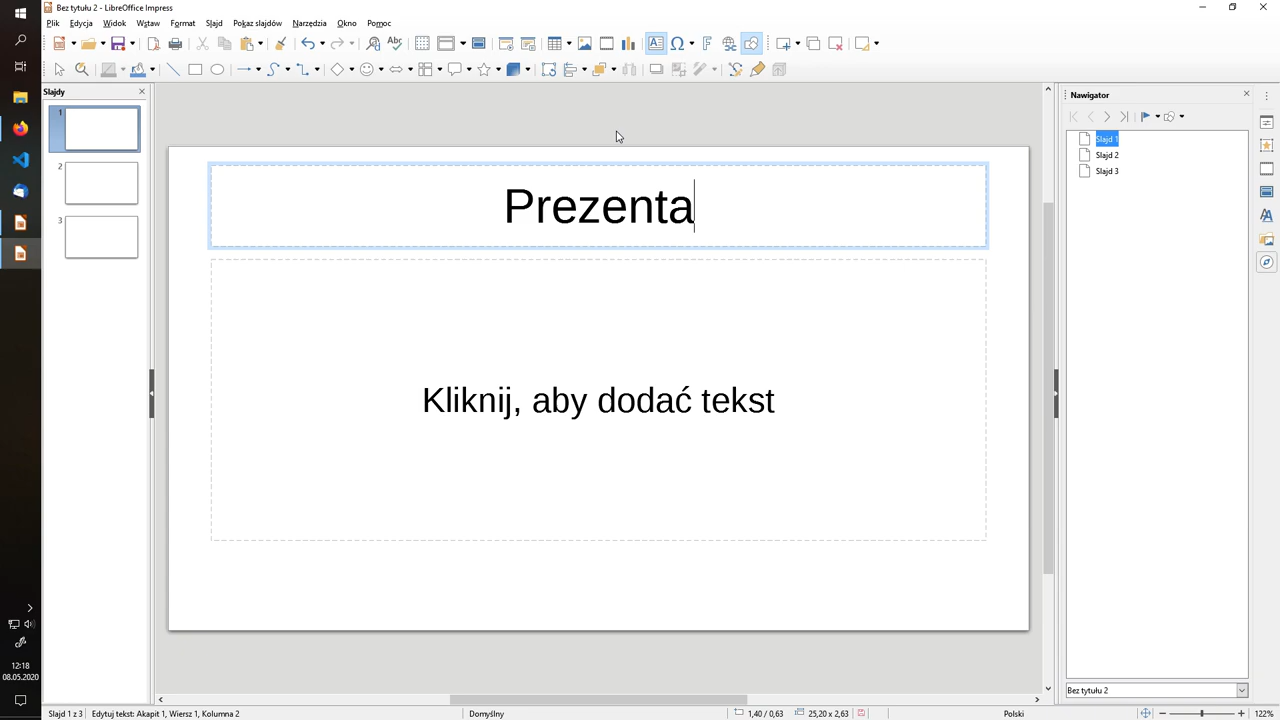 Bez tytułu 2 - LibreOffice Impress
Plik Edycja Widok Wstaw Format Slajd Pokaz slajdów Narzędzia Okno Pomoc
Slajdy
1
2
3
Prezenta
Kliknij, aby dodać tekst
Nawigator
Slajd 1
Slajd 2
Slajd 3
Bez tytułu 2
12:18
08.05.2020
Slajd 1 z 3 Edytuj tekst: Akapit 1, Wiersz 1, Kolumna 2 Domyślny 1,40 / 0,63 25,20 x 2,63 Polski 122%